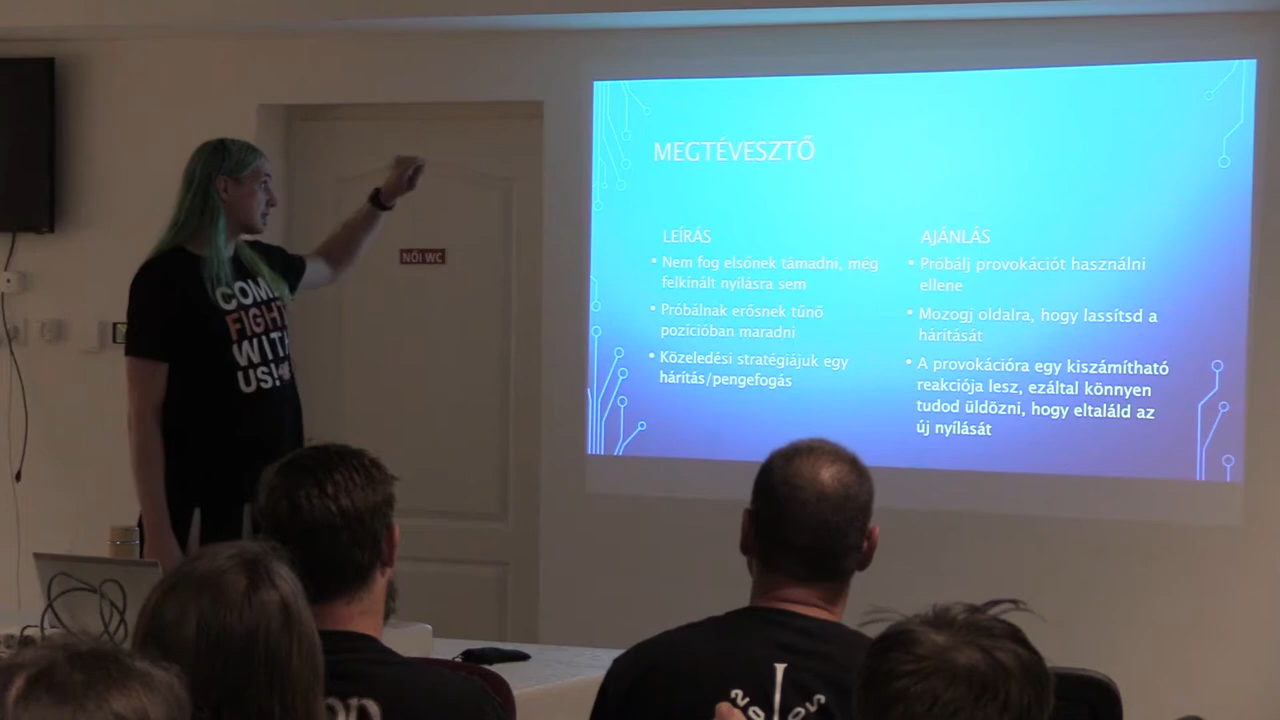 MEGTÉVESZTŐ
LEÍRÁS
• Nem fog elsőnek támadni, még
felkínált nyílásra sem
• Próbálnak erősnek tűnő
pozícióban maradni
• Közeledési stratégiájuk egy
hárítás/pengefogás
AJÁNLÁS
• Próbálj provokációt használni
ellene
• Mozogj oldalra, hogy lassítsd a
hárítását
• A provokációra egy kiszámítható
reakciója lesz, ezáltal könnyen
tudod üldözni, hogy eltaláld az
új nyílását
NŐI WC
FIGHT
WITH
US!